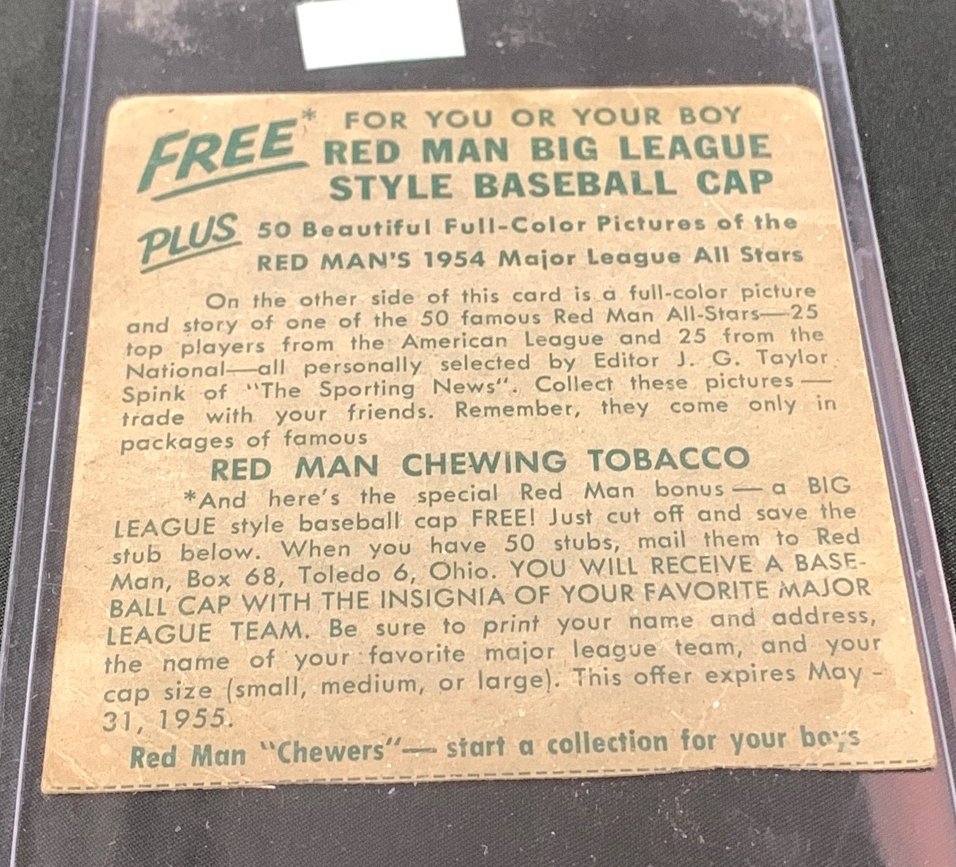 FREE* FOR YOU OR YOUR BOY
RED MAN BIG LEAGUE
STYLE BASEBALL CAP
PLUS 50 Beautiful Full-Color Pictures of the
RED MAN'S 1954 Major League All Stars
On the other side of this card is a full-color picture
and story of one of the 50 famous Red Man All-Stars—25
top players from the American League and 25 from the
National—all personally selected by Editor J. G. Taylor
Spink of "The Sporting News". Collect these pictures—
trade with your friends. Remember, they come only in
packages of famous
RED MAN CHEWING TOBACCO
*And here's the special Red Man bonus—a BIG
LEAGUE style baseball cap FREE! Just cut off and save the
stub below. When you have 50 stubs, mail them to Red
Man, Box 68, Toledo 6, Ohio. YOU WILL RECEIVE A BASE-
BALL CAP WITH THE INSIGNIA OF YOUR FAVORITE MAJOR
LEAGUE TEAM. Be sure to print your name and address,
the name of your favorite major league team, and your
cap size (small, medium, or large). This offer expires May
31, 1955.
Red Man "Chewers"—start a collection for your boys